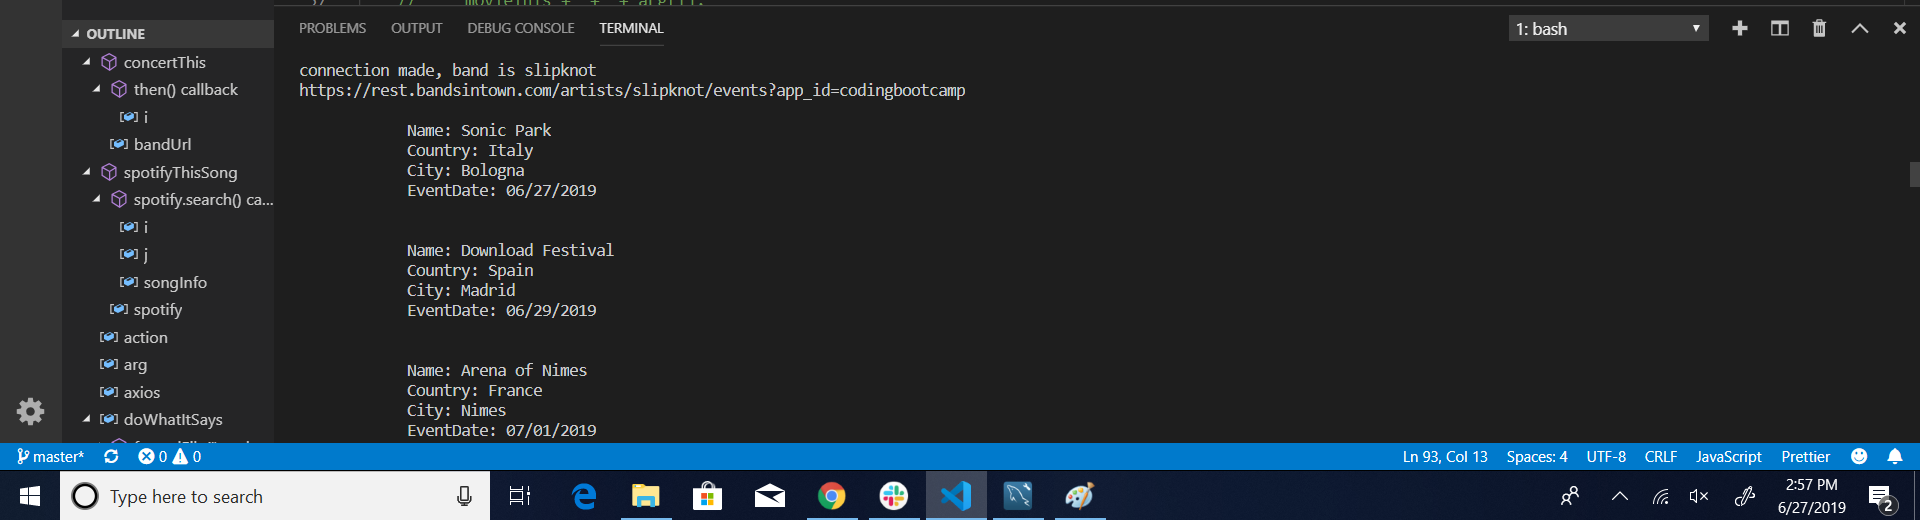 // movieThis + " " + arg[].
OUTLINE
concertThis
then() callback
i
bandUrl
spotifyThisSong
spotify.search() ca...
i
j
songInfo
spotify
action
arg
axios
doWhatItSays
PROBLEMS OUTPUT DEBUG CONSOLE TERMINAL
1: bash
connection made, band is slipknot
https://rest.bandsintown.com/artists/slipknot/events?app_id=codingbootcamp
Name: Sonic Park
Country: Italy
City: Bologna
EventDate: 06/27/2019
Name: Download Festival
Country: Spain
City: Madrid
EventDate: 06/29/2019
Name: Arena of Nimes
Country: France
City: Nimes
EventDate: 07/01/2019
master* 0 0 Ln 93, Col 13 Spaces: 4 UTF-8 CRLF JavaScript Prettier
Type here to search
2:57 PM
6/27/2019
2